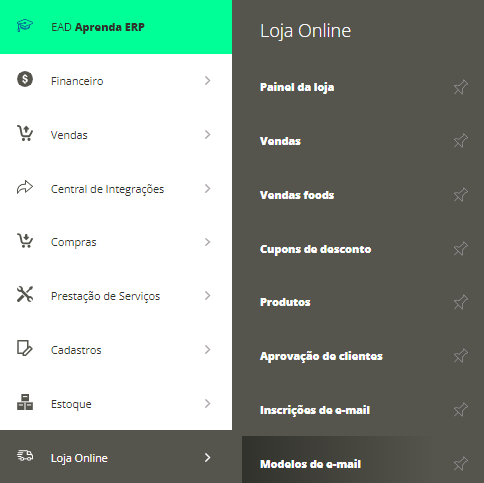 EAD Aprenda ERP
Financeiro
Vendas
Central de Integrações
Compras
Prestação de Serviços
Cadastros
Estoque
Loja Online
Loja Online
Painel da loja
Vendas
Vendas foods
Cupons de desconto
Produtos
Aprovação de clientes
Inscrições de e-mail
Modelos de e-mail